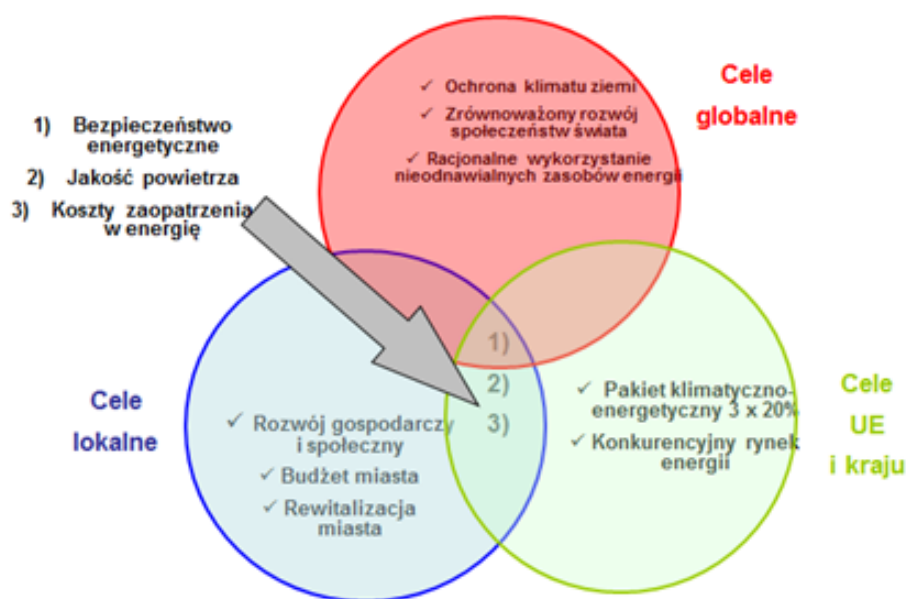 ✓ Ochrona klimatu ziemi
✓ Zrównoważony rozwój
społeczeństw świata
✓ Racjonalne wykorzystanie
nieodnawialnych zasobów energii
Cele
globalne
1) Bezpieczeństwo
energetyczne
2) Jakość powietrza
3) Koszty zaopatrzenia
w energię
1)
2)
3)
Cele
lokalne
✓ Rozwój gospodarczy
i społeczny
✓ Budżet miasta
✓ Rewitalizacja
miasta
✓ Pakiet klimatyczno-
energetyczny 3 x 20%
✓ Konkurencyjny rynek
energii
Cele
UE
i kraju